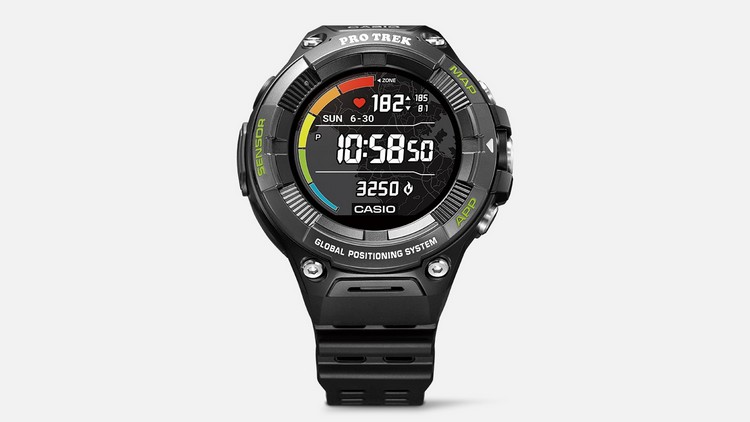 CASIO
PRO TREK
MAP
ZONE
182 185
81
SUN 6-30
SENSOR
P
10:58 50
3250
CASIO
APP
GLOBAL POSITIONING SYSTEM